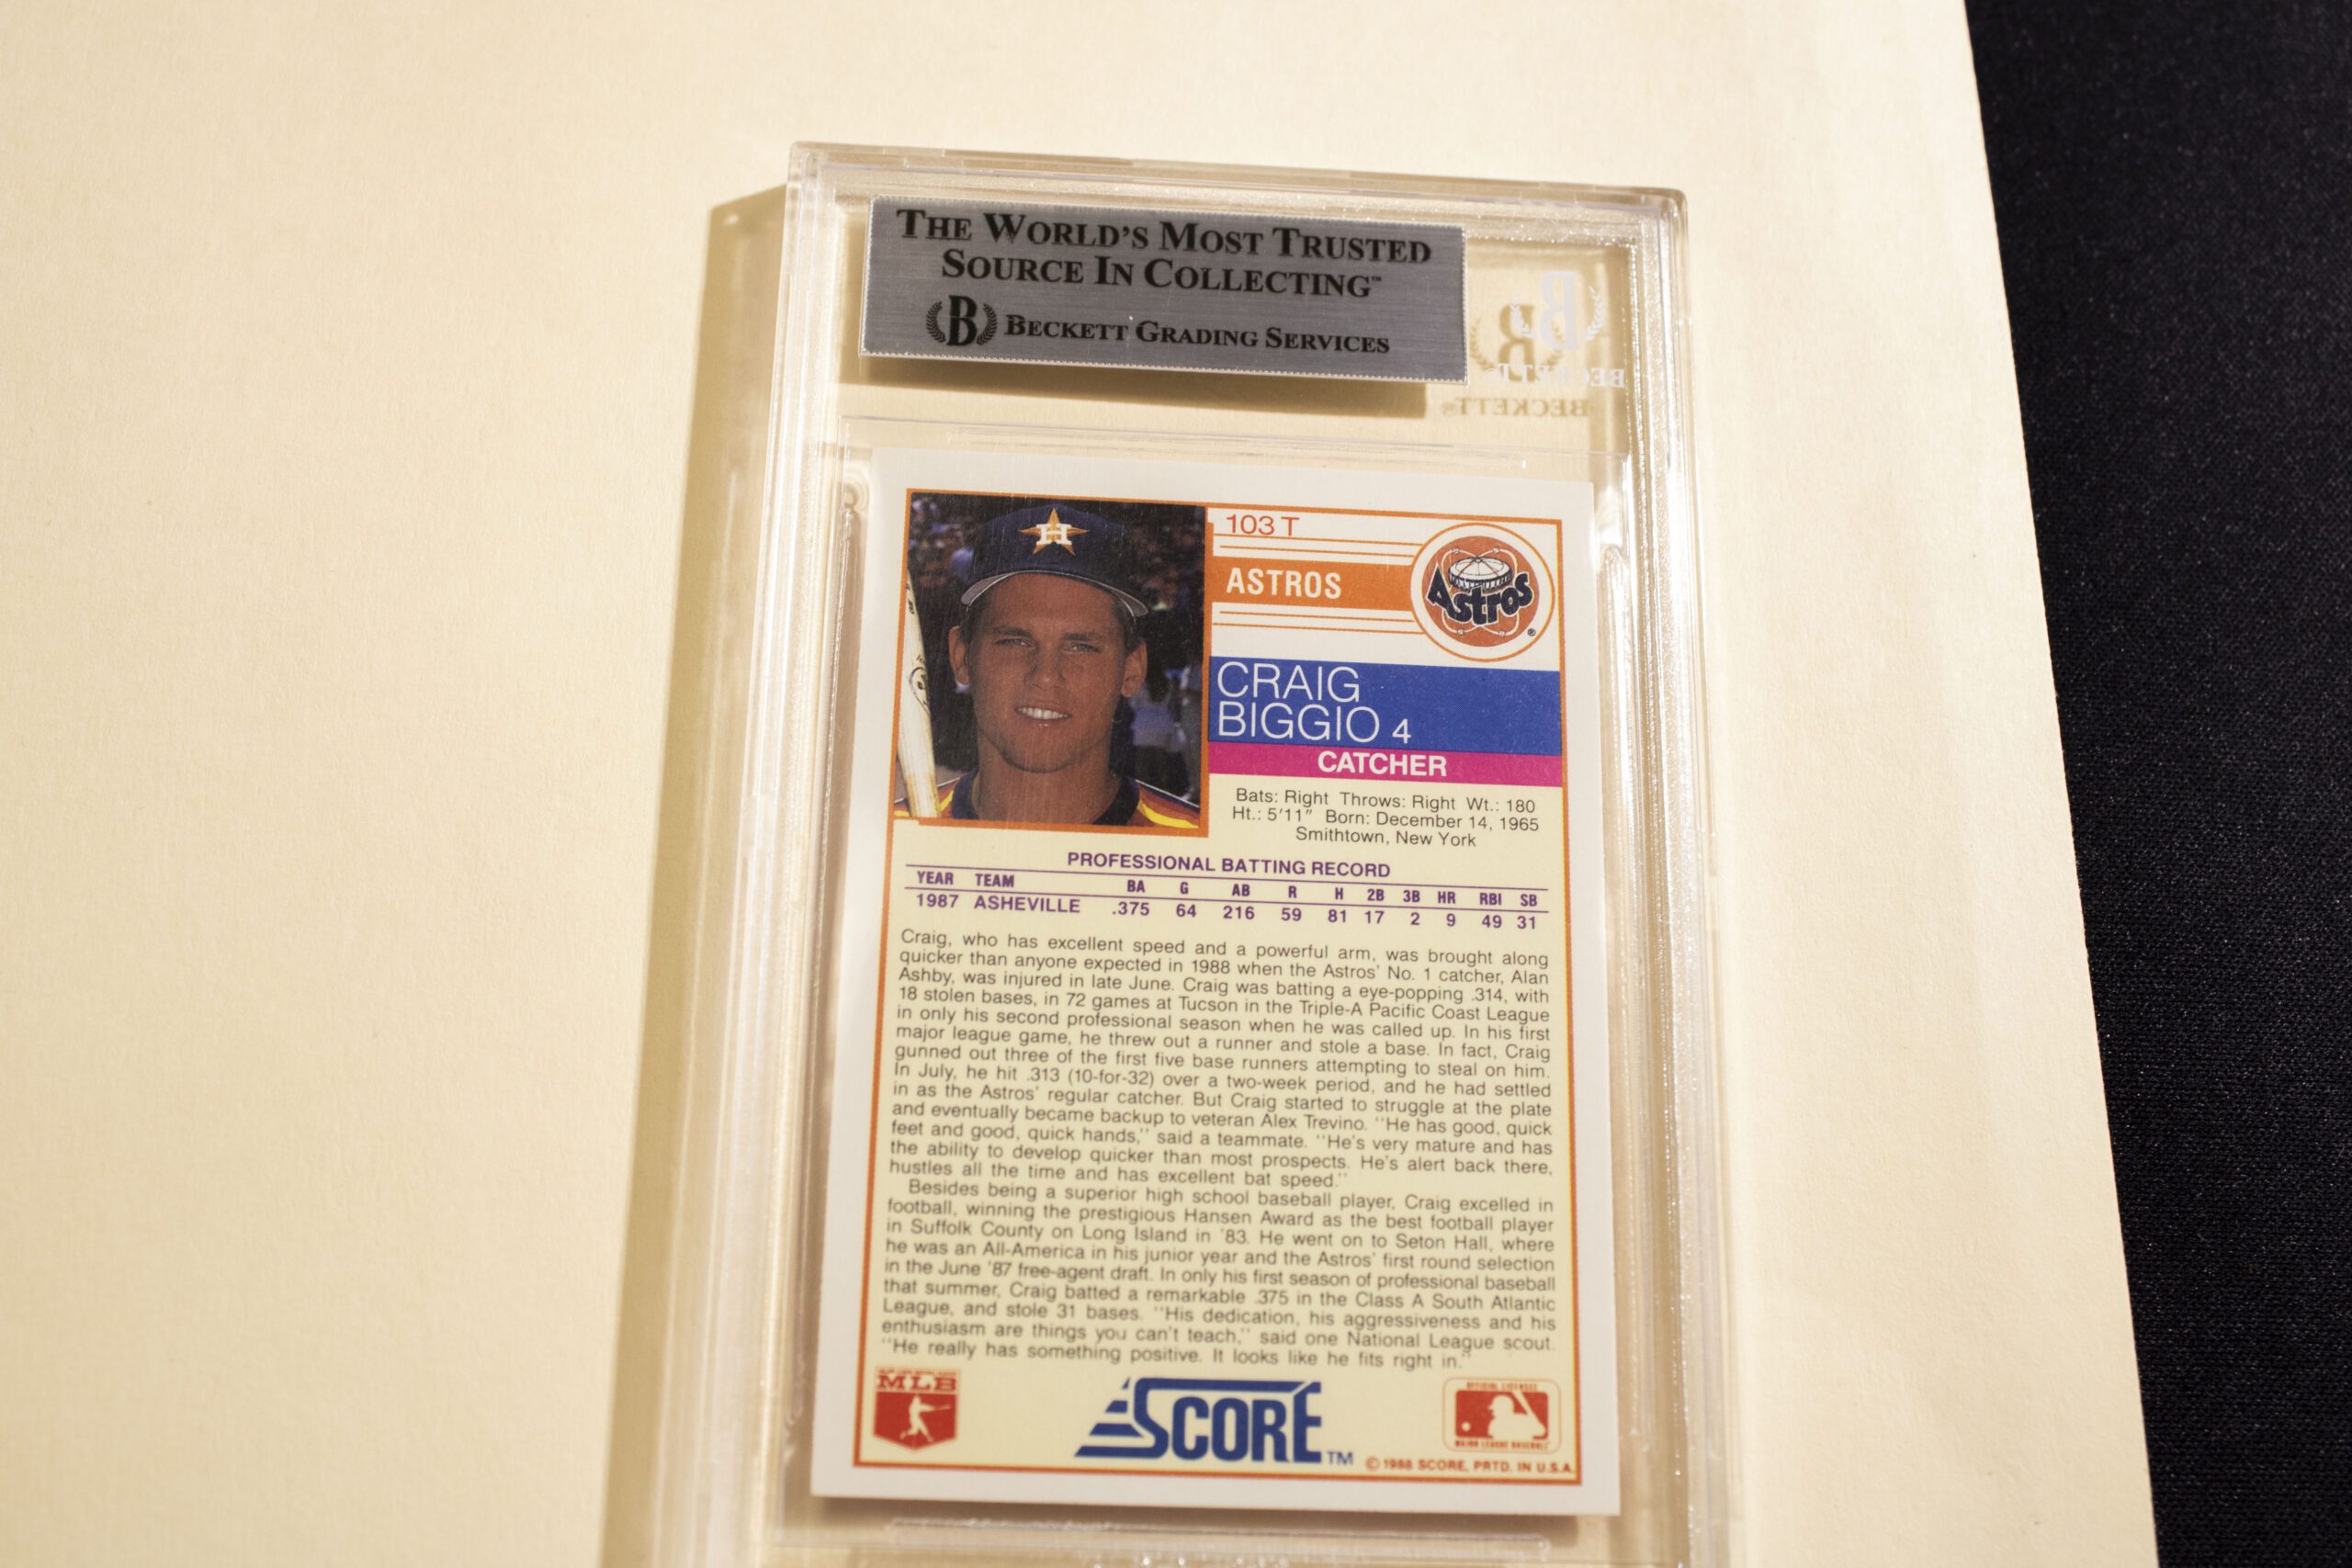 THE WORLD'S MOST TRUSTED
SOURCE IN COLLECTING™
B BECKETT GRADING SERVICES
B
BECKETT
H
103 T
ASTROS
Astros ®
CRAIG
BIGGIO 4
CATCHER
Bats: Right Throws: Right Wt.: 180
Ht.: 5'11" Born: December 14, 1965
Smithtown, New York
PROFESSIONAL BATTING RECORD
YEAR TEAM BA G AB R H 2B 3B HR RBI SB
1987 ASHEVILLE .375 64 216 59 81 17 2 9 49 31
Craig, who has excellent speed and a powerful arm, was brought along
quicker than anyone expected in 1988 when the Astros' No. 1 catcher, Alan
Ashby, was injured in late June. Craig was batting a eye-popping .314, with
18 stolen bases, in 72 games at Tucson in the Triple-A Pacific Coast League
in only his second professional season when he was called up. In his first
major league game, he threw out a runner and stole a base. In fact, Craig
gunned out three of the first five base runners attempting to steal on him.
In July, he hit .313 (10-for-32) over a two-week period, and he had settled
in as the Astros' regular catcher. But Craig started to struggle at the plate
and eventually became backup to veteran Alex Trevino. "He has good, quick
feet and good, quick hands," said a teammate. "He's very mature and has
the ability to develop quicker than most prospects. He's alert back there,
hustles all the time and has excellent bat speed."
Besides being a superior high school baseball player, Craig excelled in
football, winning the prestigious Hansen Award as the best football player
in Suffolk County on Long Island in '83. He went on to Seton Hall, where
he was an All-America in his junior year and the Astros' first round selection
in the June '87 free-agent draft. In only his first season of professional baseball
that summer, Craig batted a remarkable .375 in the Class A South Atlantic
League, and stole 31 bases. "His dedication, his aggressiveness and his
enthusiasm are things you can't teach," said one National League scout.
"He really has something positive. It looks like he fits right in."
MLB
SCORE™
OFFICIAL LICENSEE
MAJOR LEAGUE BASEBALL
©1988 SCORE, PRTD. IN U.S.A.